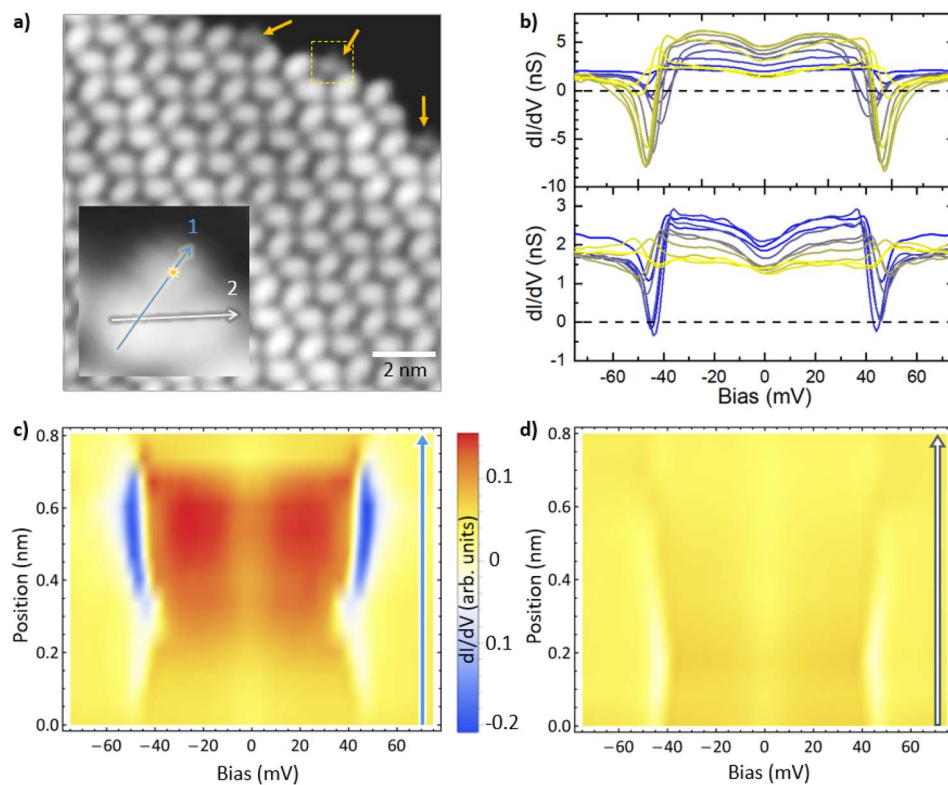 a)
1
2
2 nm
b)
dI/dV (nS)
5
0
5
-10
3
2
1
0
-1
-60 -40 -20 0 20 40 60
Bias (mV)
c)
Position (nm)
0.8
0.6
0.4
0.2
0.0
−60 −40 −20 0 20 40 60
Bias (mV)
dI/dV (arb. units)
0.1
0
0.1
-0.2
d)
Position (nm)
0.8
0.6
0.4
0.2
0.0
−60 −40 −20 0 20 40 60
Bias (mV)
dI/dV (nS)